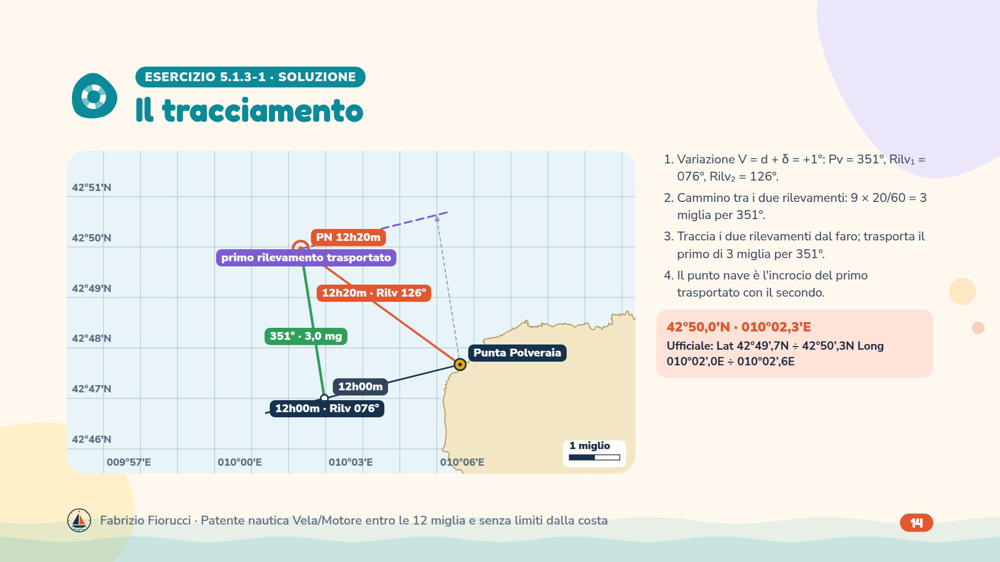 ESERCIZIO 5.1.3-1 · SOLUZIONE
Il tracciamento
42°51'N
42°50'N
42°49'N
42°48'N
42°47'N
42°46'N
009°57'E
010°00'E
010°03'E
010°06'E
PN 12h20m
primo rilevamento trasportato
12h20m · Rilv 126°
351° · 3,0 mg
Punta Polveraia
12h00m
12h00m · Rilv 076°
1 miglio
1. Variazione V = d + δ = +1°: Pv = 351°, Rilv₁ =
076°, Rilv₂ = 126°.
2. Cammino tra i due rilevamenti: 9 × 20/60 = 3
miglia per 351°.
3. Traccia i due rilevamenti dal faro; trasporta il
primo di 3 miglia per 351°.
4. Il punto nave è l'incrocio del primo
trasportato con il secondo.
42°50,0'N · 010°02,3'E
Ufficiale: Lat 42°49’,7N ÷ 42°50’,3N Long
010°02’,0E ÷ 010°02’,6E
Fabrizio Fiorucci · Patente nautica Vela/Motore entro le 12 miglia e senza limiti dalla costa
14